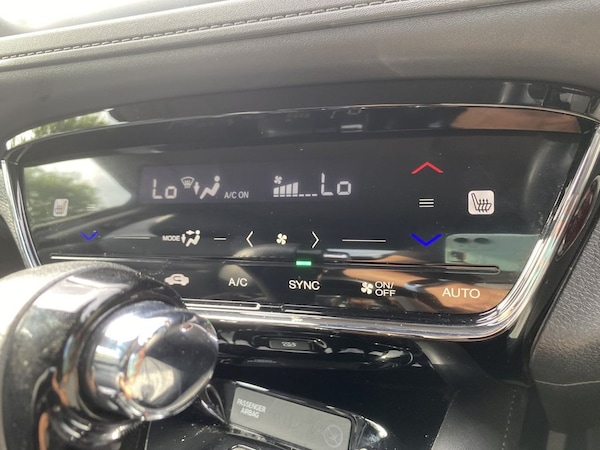 Lo A/C ON Lo
MODE
A/C SYNC ON/OFF AUTO
PASSENGER
AIRBAG